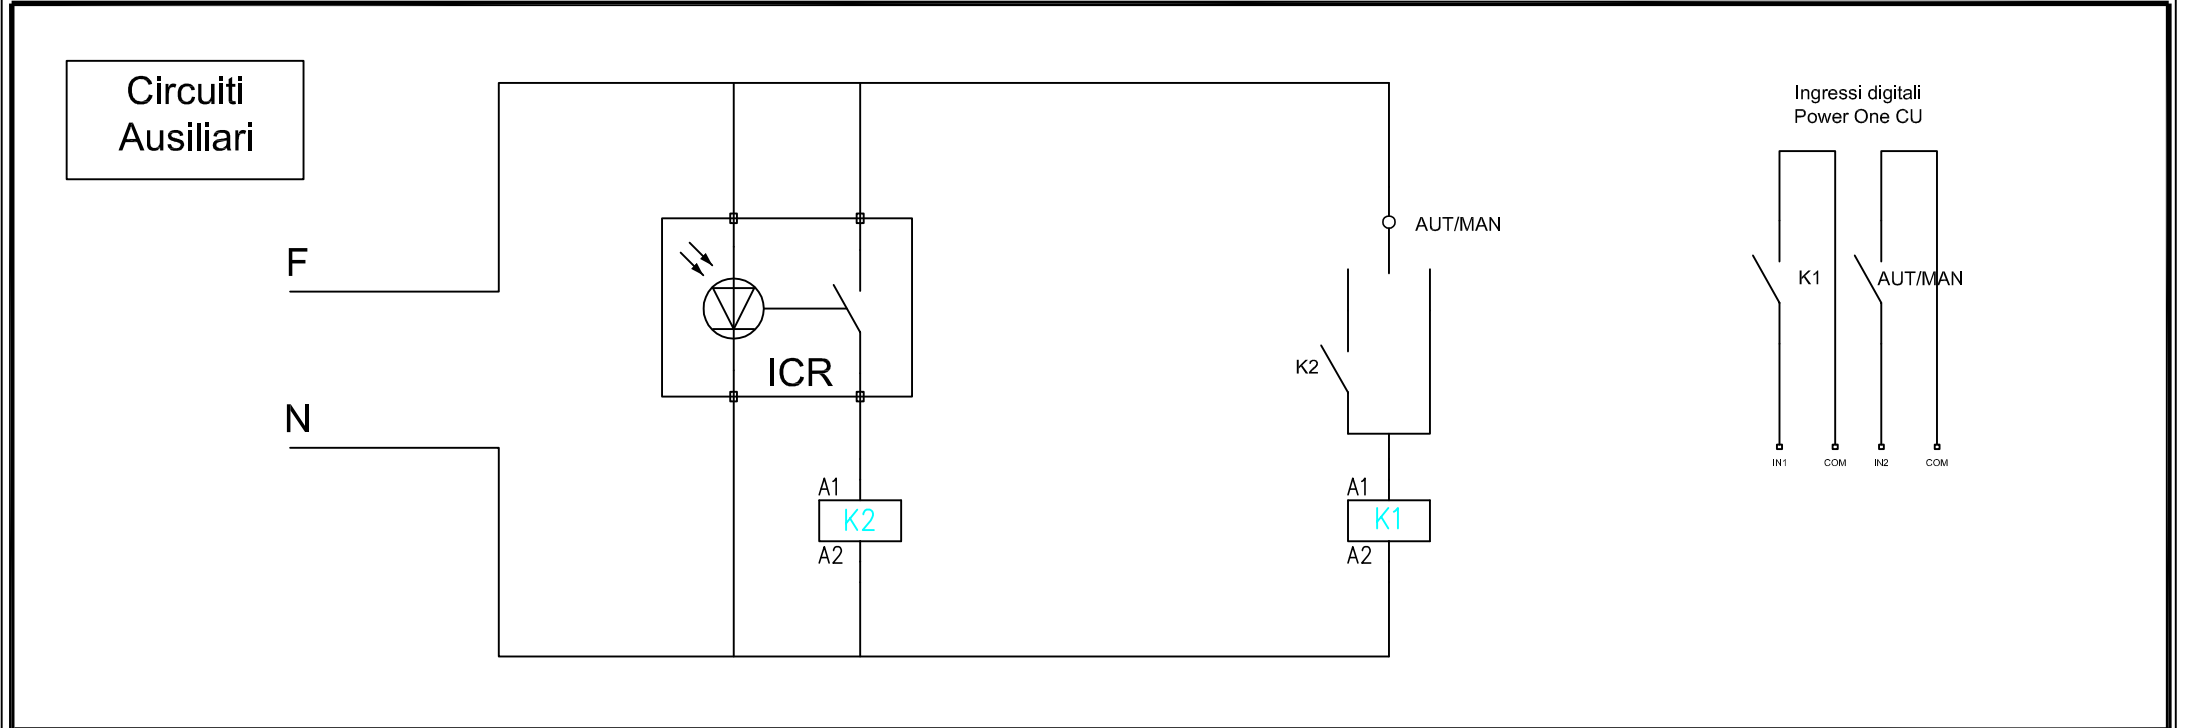 Circuiti
Ausiliari
Ingressi digitali
Power One CU
F
N
ICR
A1
K2
A2
AUT/MAN
K2
A1
K1
A2
K1
AUT/MAN
IN1
COM
IN2
COM